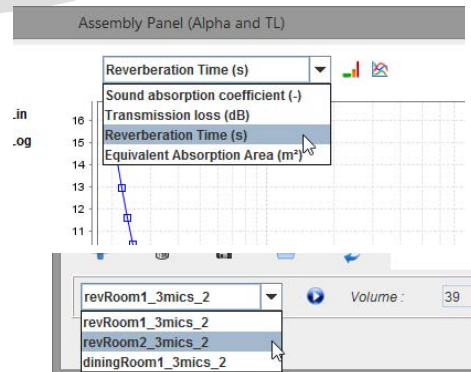 Assembly Panel (Alpha and TL)
Reverberation Time (s)
Sound absorption coefficient (-)
Transmission loss (dB)
Reverberation Time (s)
Equivalent Absorption Area (m²)
.in
.og
16
15
14
13
12
11
revRoom1_3mics_2
Volume :
39
revRoom1_3mics_2
revRoom2_3mics_2
diningRoom1_3mics_2